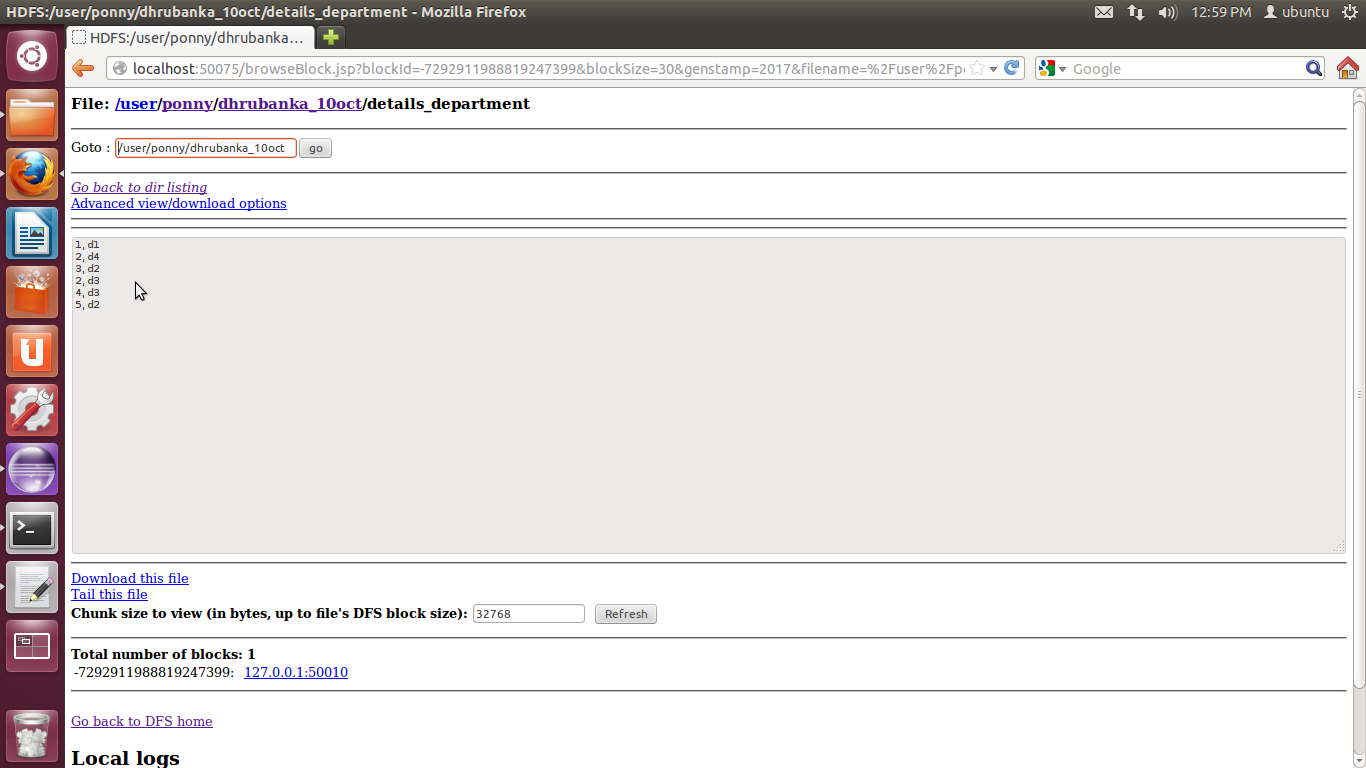 HDFS:/user/ponny/dhrubanka_10oct/details_department - Mozilla Firefox
12:59 PM ubuntu
HDFS:/user/ponny/dhrubanka...
localhost:50075/browseBlock.jsp?blockId=-7292911988819247399&blockSize=30&genstamp=2017&filename=%2Fuser%2Fp
Google
File: /user/ponny/dhrubanka_10oct/details_department
Goto : /user/ponny/dhrubanka_10oct go
Go back to dir listing
Advanced view/download options
1, d1
2, d4
3, d2
2, d3
4, d3
5, d2
Download this file
Tail this file
Chunk size to view (in bytes, up to file's DFS block size): 32768 Refresh
Total number of blocks: 1
-7292911988819247399: 127.0.0.1:50010
Go back to DFS home
Local logs